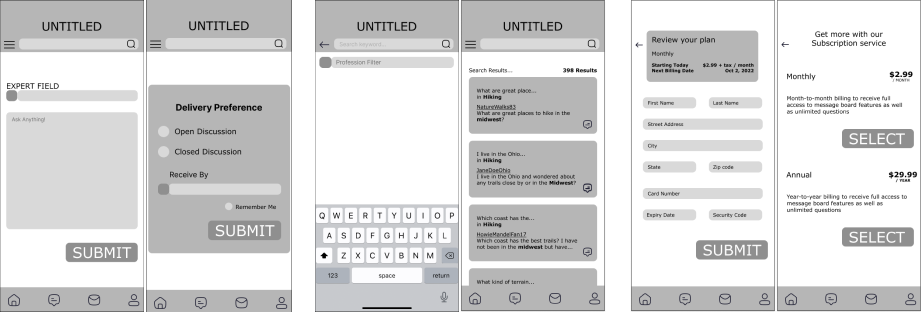 UNTITLED
EXPERT FIELD
Ask Anything!
SUBMIT
UNTITLED
Delivery Preference
Open Discussion
Closed Discussion
Receive By
Remember Me
SUBMIT
UNTITLED
Search keyword...
Profession Filter
Q W E R T Y U I O P
A S D F G H J K L
Z X C V B N M
123 space return
UNTITLED
Search Results... 398 Results
What are great place...
in Hiking
NatureWalks83
What are great places to hike in the
midwest?
I live in the Ohio...
in Hiking
JaneDoeOhio
I live in the Ohio and wondered about
any trails close by or in the Midwest?
Which coast has the...
in Hiking
HowieMandelFan17
Which coast has the best trails? I have
not been in the midwest but have...
What kind of terrain...
Review your plan
Monthly
Starting Today $2.99 + tax / month
Next Billing Date Oct 2, 2022
First Name Last Name
Street Address
City
State Zip code
Card Number
Expiry Date Security Code
SUBMIT
Get more with our
Subscription service
Monthly $2.99
/ MONTH
Month-to-month billing to receive full
access to message board features as well as
unlimited questions
SELECT
Annual $29.99
/ YEAR
Year-to-year billing to receive full access to
message board features as well as
unlimited questions
SELECT